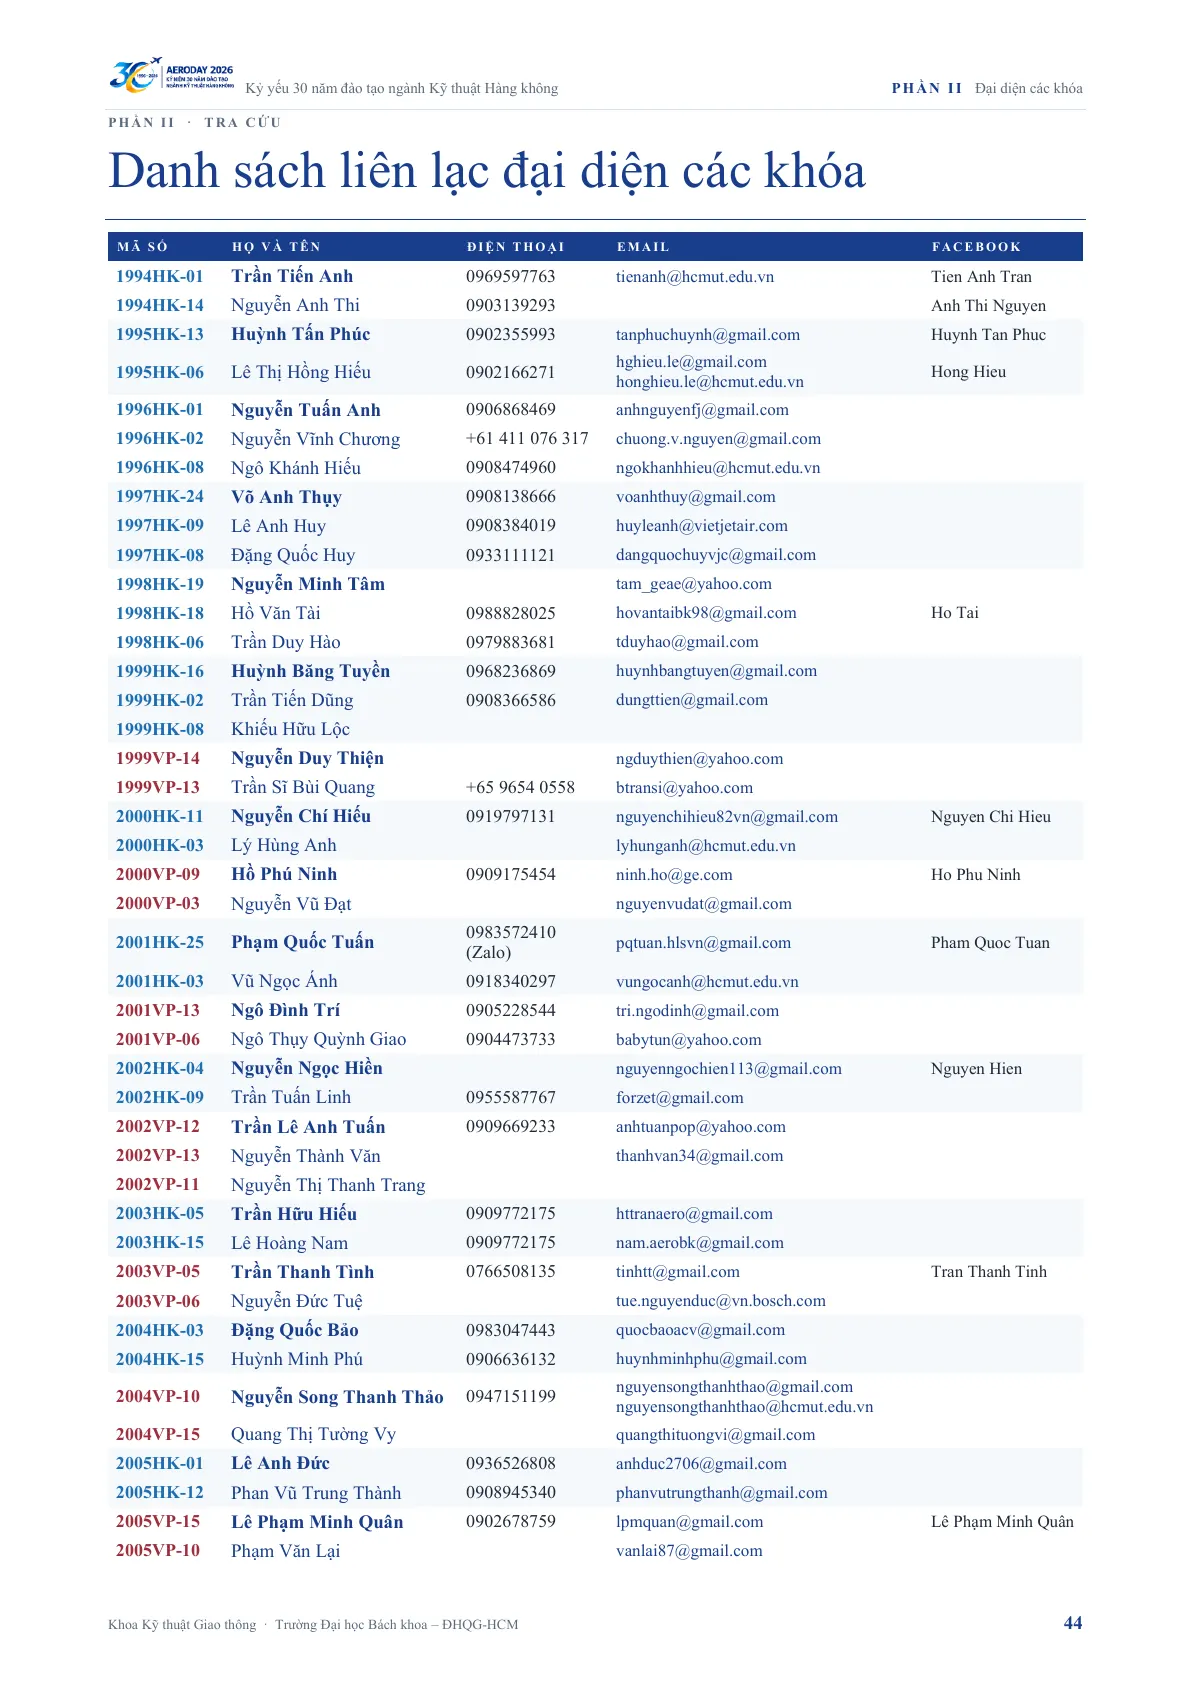 30
1996 - 2026
AERODAY 2026
KỶ NIỆM 30 NĂM ĐÀO TẠO
NGÀNH KỸ THUẬT HÀNG KHÔNG
Kỷ yếu 30 năm đào tạo ngành Kỹ thuật Hàng không
PHẦN II Đại diện các khóa
PHẦN II · TRA CỨU
Danh sách liên lạc đại diện các khóa
MÃ SỐ HỌ VÀ TÊN ĐIỆN THOẠI EMAIL FACEBOOK
1994HK-01 Trần Tiến Anh 0969597763 tienanh@hcmut.edu.vn Tien Anh Tran
1994HK-14 Nguyễn Anh Thi 0903139293 Anh Thi Nguyen
1995HK-13 Huỳnh Tấn Phúc 0902355993 tanphuchuynh@gmail.com Huynh Tan Phuc
1995HK-06 Lê Thị Hồng Hiếu 0902166271 hghieu.le@gmail.com
honghieu.le@hcmut.edu.vn Hong Hieu
1996HK-01 Nguyễn Tuấn Anh 0906868469 anhnguyenfj@gmail.com
1996HK-02 Nguyễn Vĩnh Chương +61 411 076 317 chuong.v.nguyen@gmail.com
1996HK-08 Ngô Khánh Hiếu 0908474960 ngokhanhhieu@hcmut.edu.vn
1997HK-24 Võ Anh Thụy 0908138666 voanhthuy@gmail.com
1997HK-09 Lê Anh Huy 0908384019 huyleanh@vietjetair.com
1997HK-08 Đặng Quốc Huy 0933111121 dangquochuyvjc@gmail.com
1998HK-19 Nguyễn Minh Tâm tam_geae@yahoo.com
1998HK-18 Hồ Văn Tài 0988828025 hovantaibk98@gmail.com Ho Tai
1998HK-06 Trần Duy Hào 0979883681 tduyhao@gmail.com
1999HK-16 Huỳnh Băng Tuyền 0968236869 huynhbangtuyen@gmail.com
1999HK-02 Trần Tiến Dũng 0908366586 dungttien@gmail.com
1999HK-08 Khiếu Hữu Lộc
1999VP-14 Nguyễn Duy Thiện ngduythien@yahoo.com
1999VP-13 Trần Sĩ Bùi Quang +65 9654 0558 btransi@yahoo.com
2000HK-11 Nguyễn Chí Hiếu 0919797131 nguyenchihieu82vn@gmail.com Nguyen Chi Hieu
2000HK-03 Lý Hùng Anh lyhunganh@hcmut.edu.vn
2000VP-09 Hồ Phú Ninh 0909175454 ninh.ho@ge.com Ho Phu Ninh
2000VP-03 Nguyễn Vũ Đạt nguyenvudat@gmail.com
2001HK-25 Phạm Quốc Tuấn 0983572410
(Zalo) pqtuan.hlsvn@gmail.com Pham Quoc Tuan
2001HK-03 Vũ Ngọc Ánh 0918340297 vungocanh@hcmut.edu.vn
2001VP-13 Ngô Đình Trí 0905228544 tri.ngodinh@gmail.com
2001VP-06 Ngô Thụy Quỳnh Giao 0904473733 babytun@yahoo.com
2002HK-04 Nguyễn Ngọc Hiền nguyenngochien113@gmail.com Nguyen Hien
2002HK-09 Trần Tuấn Linh 0955587767 forzet@gmail.com
2002VP-12 Trần Lê Anh Tuấn 0909669233 anhtuanpop@yahoo.com
2002VP-13 Nguyễn Thành Văn thanhvan34@gmail.com
2002VP-11 Nguyễn Thị Thanh Trang
2003HK-05 Trần Hữu Hiếu 0909772175 httranaero@gmail.com
2003HK-15 Lê Hoàng Nam 0909772175 nam.aerobk@gmail.com
2003VP-05 Trần Thanh Tình 0766508135 tinhtt@gmail.com Tran Thanh Tinh
2003VP-06 Nguyễn Đức Tuệ tue.nguyenduc@vn.bosch.com
2004HK-03 Đặng Quốc Bảo 0983047443 quocbaoacv@gmail.com
2004HK-15 Huỳnh Minh Phú 0906636132 huynhminhphu@gmail.com
2004VP-10 Nguyễn Song Thanh Thảo 0947151199 nguyensongthanhthao@gmail.com
nguyensongthanhthao@hcmut.edu.vn
2004VP-15 Quang Thị Tường Vy quangthituongvi@gmail.com
2005HK-01 Lê Anh Đức 0936526808 anhduc2706@gmail.com
2005HK-12 Phan Vũ Trung Thành 0908945340 phanvutrungthanh@gmail.com
2005VP-15 Lê Phạm Minh Quân 0902678759 lpmquan@gmail.com Lê Phạm Minh Quân
2005VP-10 Phạm Văn Lại vanlai87@gmail.com
Khoa Kỹ thuật Giao thông · Trường Đại học Bách khoa – ĐHQG-HCM
44